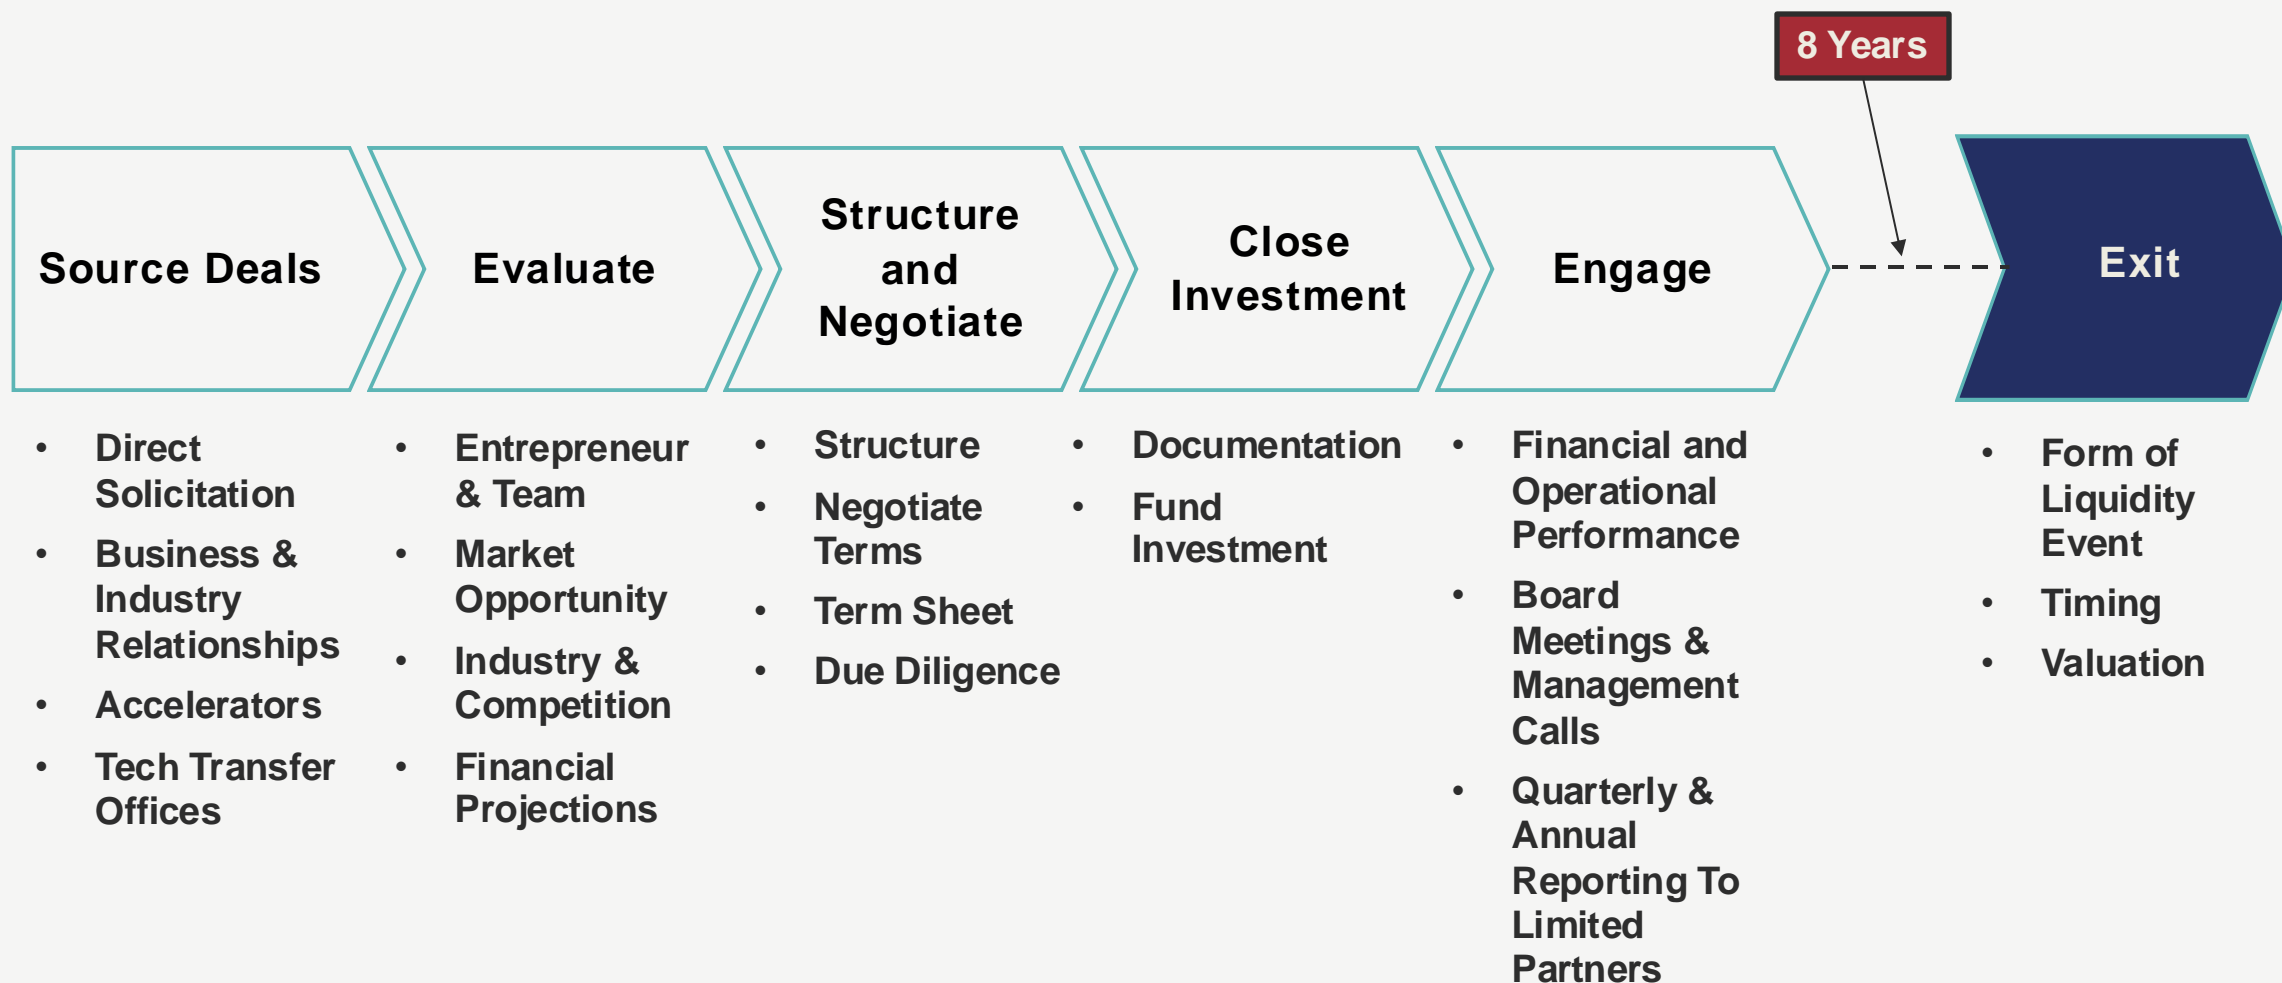 8 Years
Source Deals
Evaluate
Structure
and
Negotiate
Close
Investment
Engage
Exit
• Direct
Solicitation
• Business &
Industry
Relationships
• Accelerators
• Tech Transfer
Offices
• Entrepreneur
& Team
• Market
Opportunity
• Industry &
Competition
• Financial
Projections
• Structure
• Negotiate
Terms
• Term Sheet
• Due Diligence
• Documentation
• Fund
Investment
• Financial and
Operational
Performance
• Board
Meetings &
Management
Calls
• Quarterly &
Annual
Reporting To
Limited
Partners
• Form of
Liquidity
Event
• Timing
• Valuation